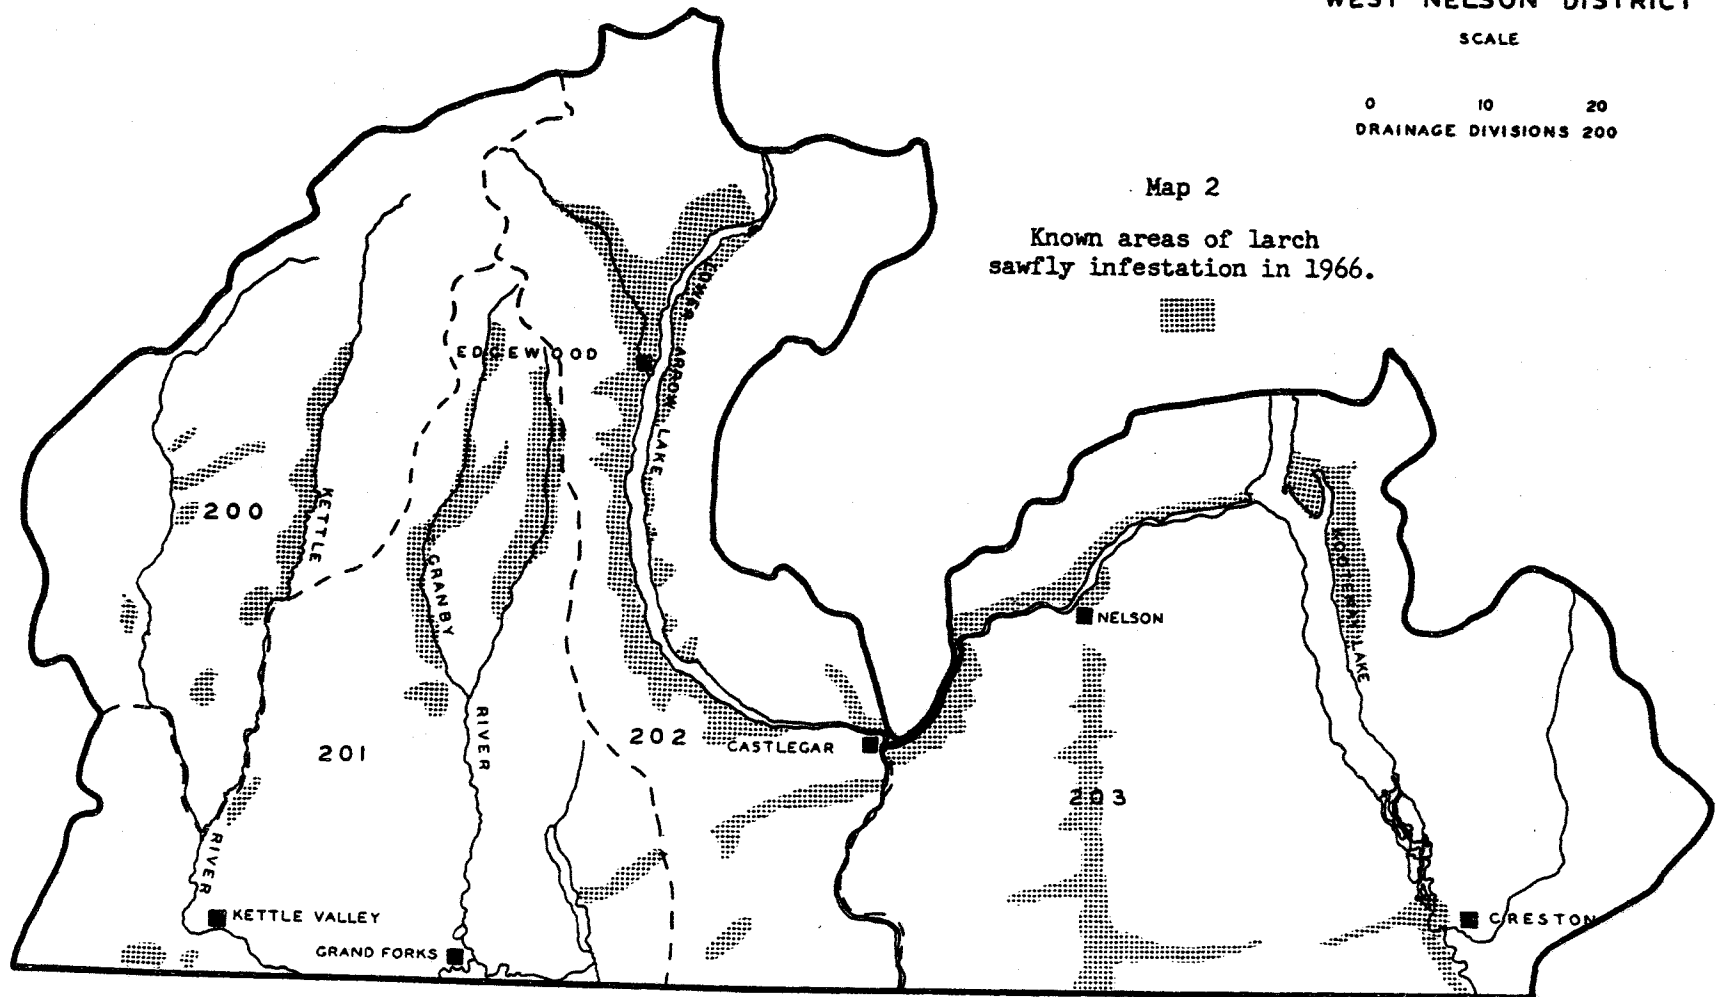 WEST NELSON DISTRICT
SCALE
0 10 20
DRAINAGE DIVISIONS 200
Map 2
Known areas of larch
sawfly infestation in 1966.
EDGEWOOD
LOWER ARROW LAKE
200
KETTLE
GRANBY
KOOTENAY LAKE
NELSON
RIVER
201
202
CASTLEGAR
203
RIVER
KETTLE VALLEY
CRESTON
GRAND FORKS